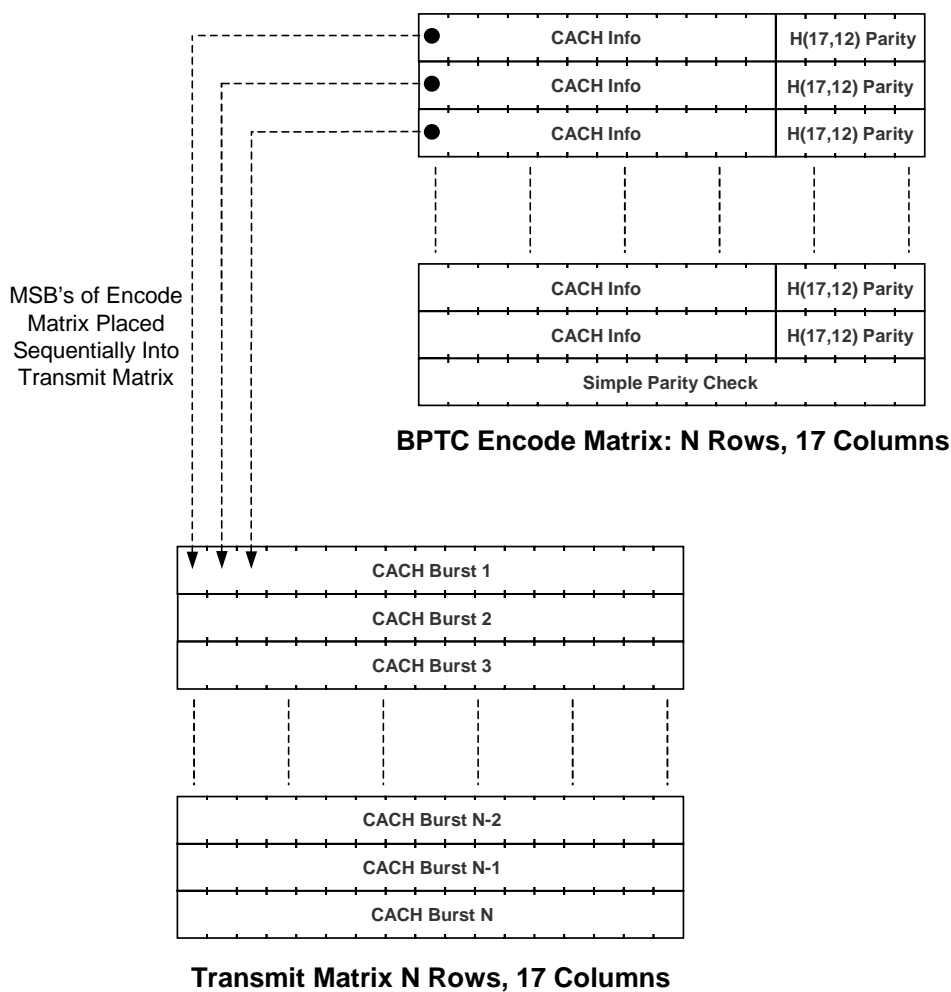 CACH Info H(17,12) Parity
CACH Info H(17,12) Parity
CACH Info H(17,12) Parity
MSB's of Encode
Matrix Placed
Sequentially Into
Transmit Matrix
CACH Info H(17,12) Parity
CACH Info H(17,12) Parity
Simple Parity Check
BPTC Encode Matrix: N Rows, 17 Columns
CACH Burst 1
CACH Burst 2
CACH Burst 3
CACH Burst N-2
CACH Burst N-1
CACH Burst N
Transmit Matrix N Rows, 17 Columns